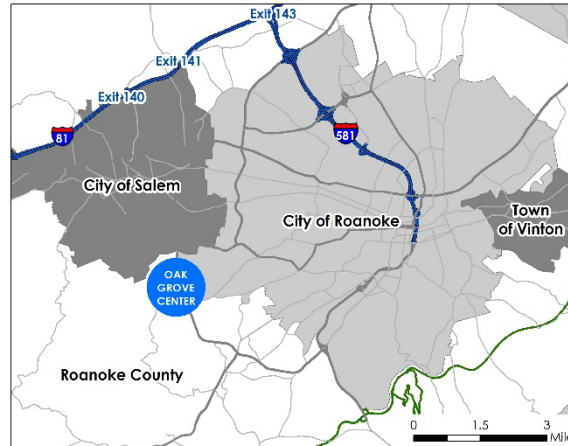 Exit 143
Exit 141
Exit 140
81
581
City of Salem
City of Roanoke
Town
of Vinton
OAK
GROVE
CENTER
Roanoke County
0 1.5 3